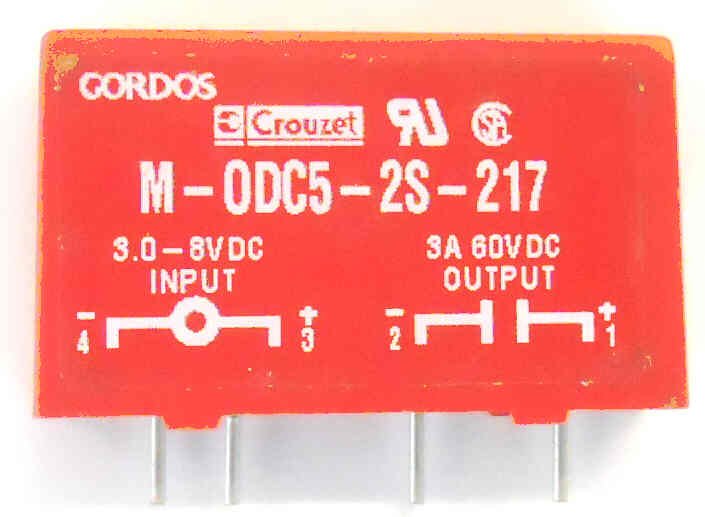 GORDOS
Crouzet
M-ODC5-2S-217
3.0-8VDC
INPUT
3A 60VDC
OUTPUT
- 4
+ 3
- 2
+ 1